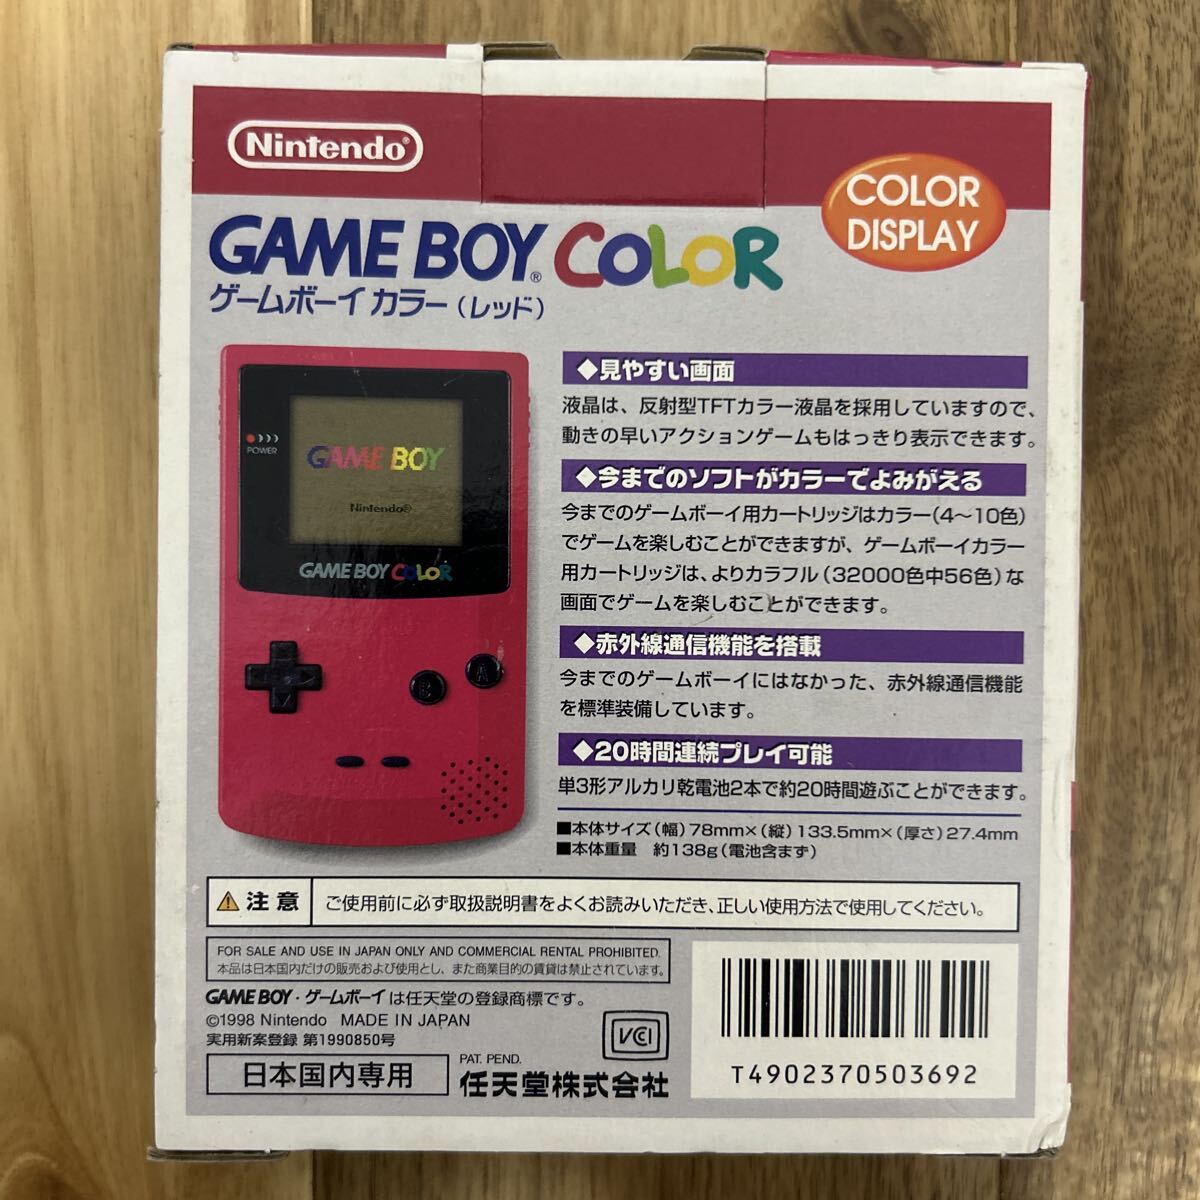 Nintendo®
COLOR
DISPLAY
GAME BOY® COLOR
ゲームボーイ カラー（レッド）
POWER
GAME BOY
Nintendo®
GAME BOY COLOR
B
A
◆見やすい画面
液晶は、反射型TFTカラー液晶を採用していますので、
動きの早いアクションゲームもはっきり表示できます。
◆今までのソフトがカラーでよみがえる
今までのゲームボーイ用カートリッジはカラー（4〜10色）
でゲームを楽しむことができますが、ゲームボーイカラー
用カートリッジは、よりカラフル（32000色中56色）な
画面でゲームを楽しむことができます。
◆赤外線通信機能を搭載
今までのゲームボーイにはなかった、赤外線通信機能
を標準装備しています。
◆20時間連続プレイ可能
単3形アルカリ乾電池2本で約20時間遊ぶことができます。
■本体サイズ（幅）78mm×（縦）133.5mm×（厚さ）27.4mm
■本体重量　約138g（電池含まず）
⚠注意
ご使用前に必ず取扱説明書をよくお読みいただき、正しい使用方法で使用してください。
FOR SALE AND USE IN JAPAN ONLY AND COMMERCIAL RENTAL PROHIBITED.
本品は日本国内だけの販売および使用とし、また商業目的の賃貸は禁止されています。
GAME BOY・ゲームボーイは任天堂の登録商標です。
©1998 Nintendo MADE IN JAPAN
実用新案登録 第1990850号
VCCI
日本国内専用
PAT. PEND.
任天堂株式会社
T4902370503692